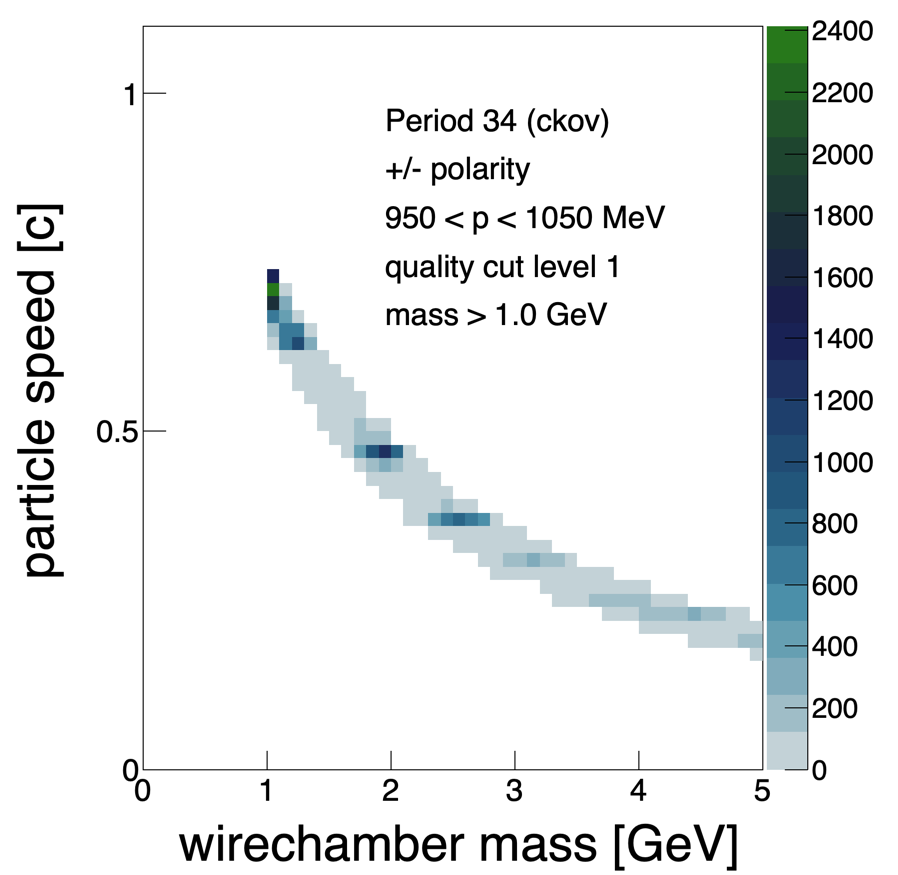 Period 34 (ckov)
+/- polarity
950 < p < 1050 MeV
quality cut level 1
mass > 1.0 GeV
particle speed [c]
1
0.5
0
0 1 2 3 4 5
wirechamber mass [GeV]
2400
2200
2000
1800
1600
1400
1200
1000
800
600
400
200
0